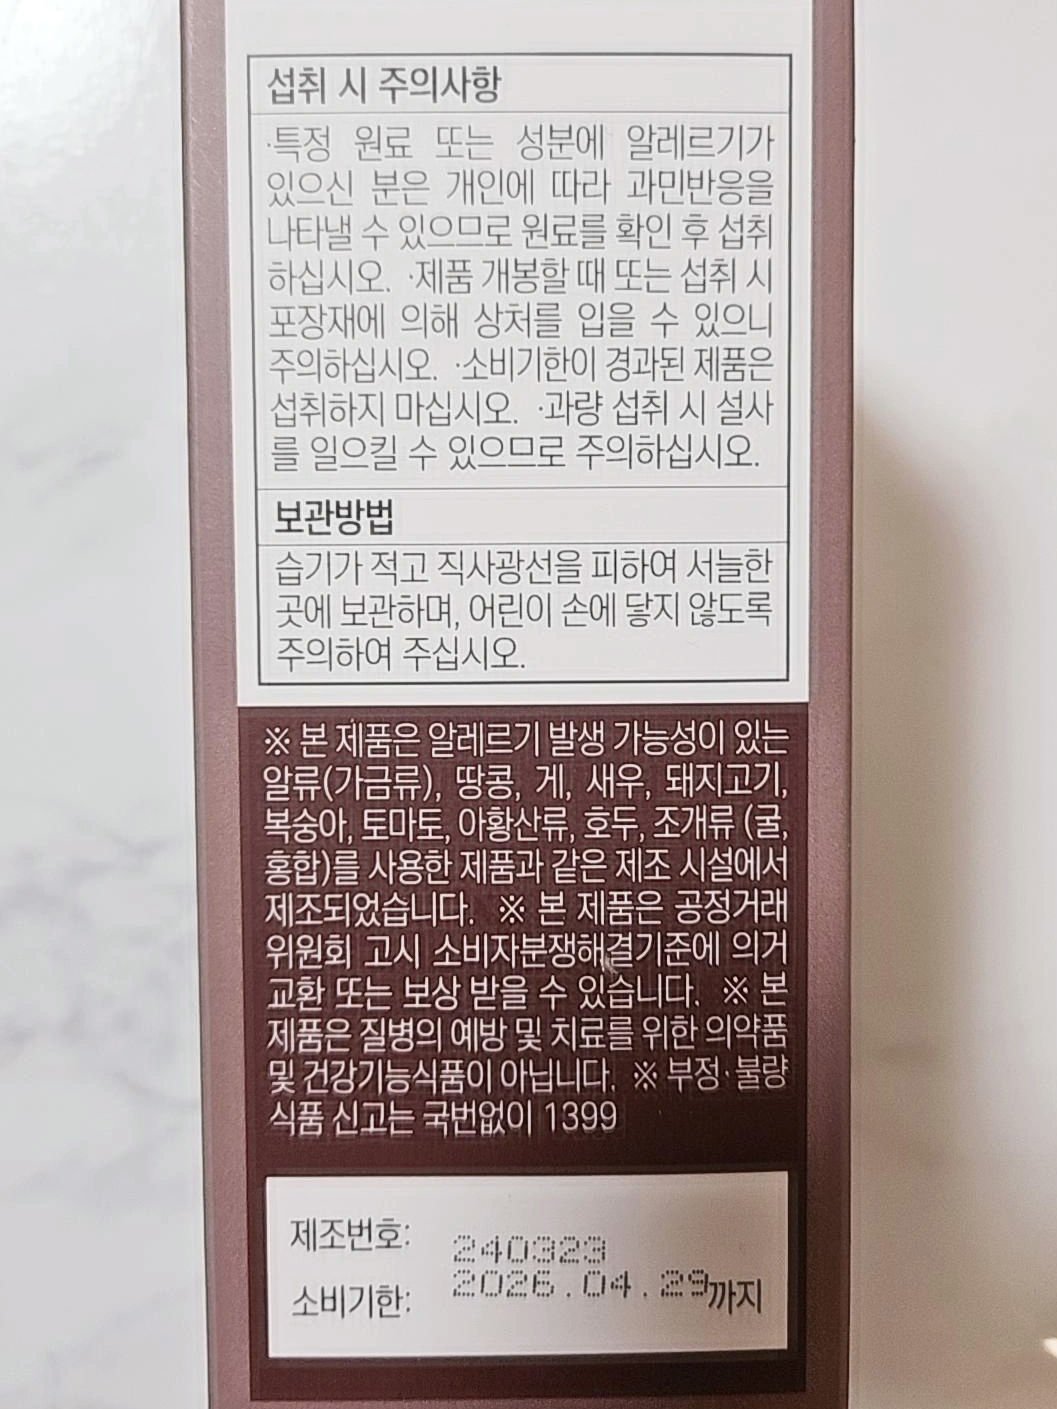 섭취 시 주의사항
·특정 원료 또는 성분에 알레르기가
있으신 분은 개인에 따라 과민반응을
나타낼 수 있으므로 원료를 확인 후 섭취
하십시오. ·제품 개봉할 때 또는 섭취 시
포장재에 의해 상처를 입을 수 있으니
주의하십시오. ·소비기한이 경과된 제품은
섭취하지 마십시오. ·과량 섭취 시 설사
를 일으킬 수 있으므로 주의하십시오.
보관방법
습기가 적고 직사광선을 피하여 서늘한
곳에 보관하며, 어린이 손에 닿지 않도록
주의하여 주십시오.
※ 본 제품은 알레르기 발생 가능성이 있는
알류(가금류), 땅콩, 게, 새우, 돼지고기,
복숭아, 토마토, 아황산류, 호두, 조개류 (굴,
홍합)를 사용한 제품과 같은 제조 시설에서
제조되었습니다. ※ 본 제품은 공정거래
위원회 고시 소비자분쟁해결기준에 의거
교환 또는 보상 받을 수 있습니다. ※ 본
제품은 질병의 예방 및 치료를 위한 의약품
및 건강기능식품이 아닙니다. ※ 부정·불량
식품 신고는 국번없이 1399
제조번호: 240323
소비기한: 2026.04.29까지